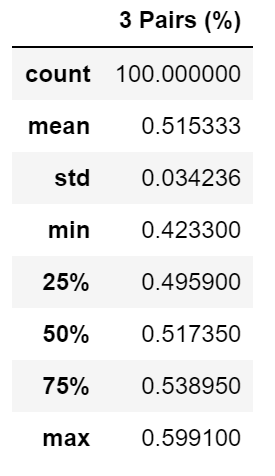 3 Pairs (%)
count 100.000000
mean 0.515333
std 0.034236
min 0.423300
25% 0.495900
50% 0.517350
75% 0.538950
max 0.599100